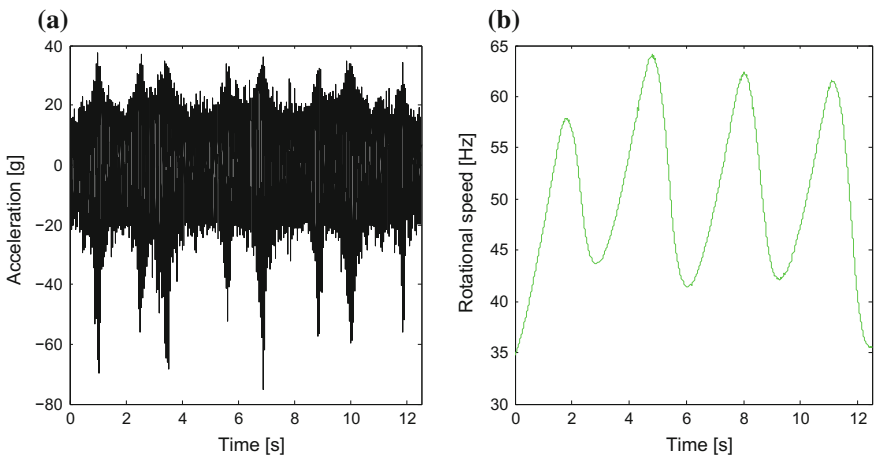 (a)
40
20
0
−20
−40
−60
−80
Acceleration [g]
0 2 4 6 8 10 12
Time [s]
(b)
65
60
55
50
45
40
35
30
Rotational speed [Hz]
0 2 4 6 8 10 12
Time [s]